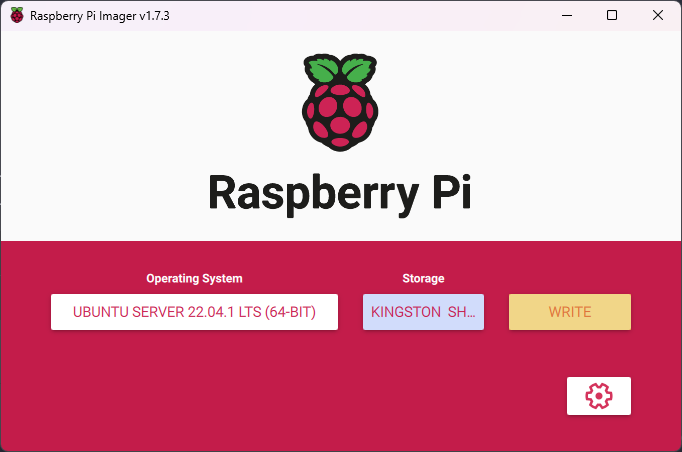 Raspberry Pi Imager v1.7.3
Raspberry Pi
Operating System
Storage
UBUNTU SERVER 22.04.1 LTS (64-BIT)
KINGSTON  SH...
WRITE